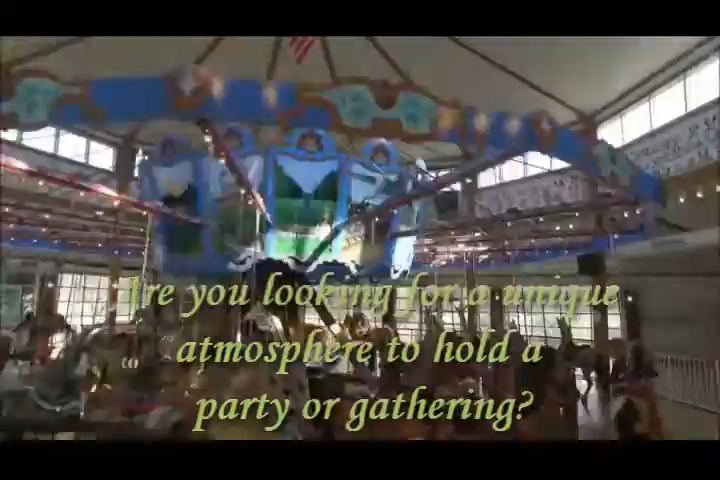 Are you looking for a unique
atmosphere to hold a
party or gathering?